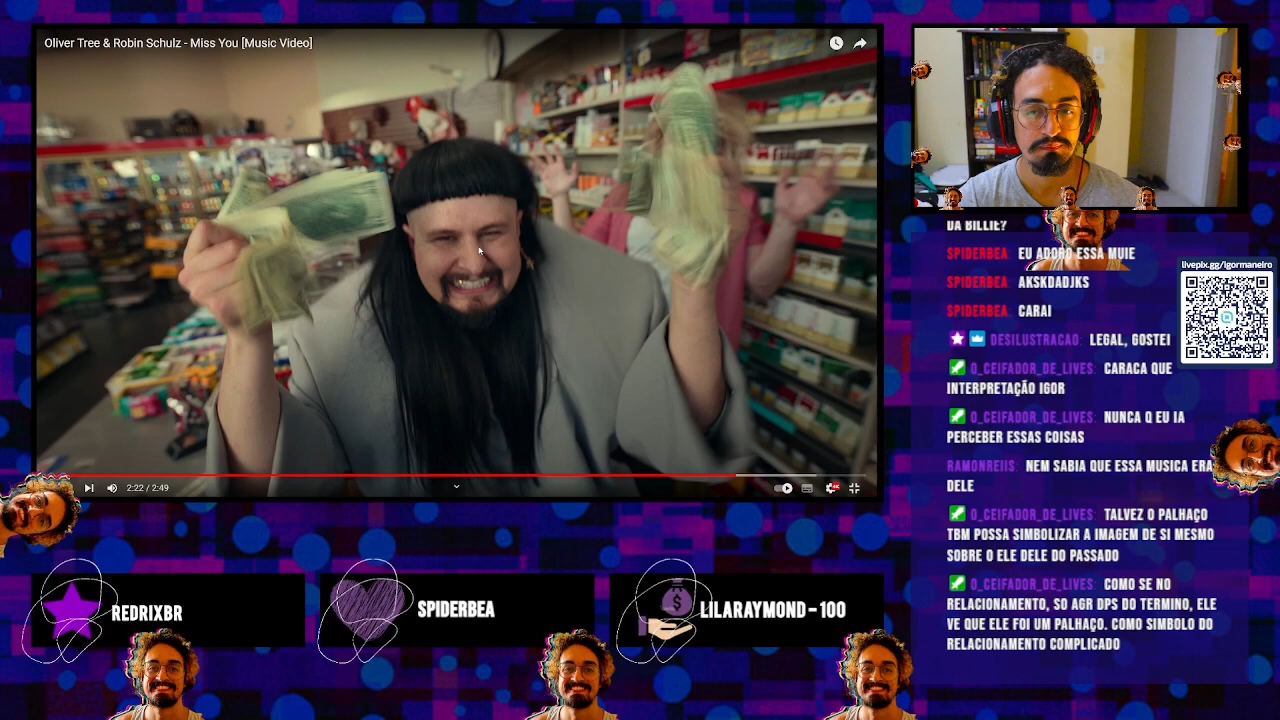 Oliver Tree & Robin Schulz - Miss You [Music Video]
2:22 / 2:49
4K
DA BILLIE?
SPIDERBEA: EU ADORO ESSA MUIE
SPIDERBEA: AKSKDADJKS
SPIDERBEA: CARAI
DESILUSTRACAO: LEGAL, GOSTEI
O_CEIFADOR_DE_LIVES: CARACA QUE
INTERPRETAÇÃO IGOR
O_CEIFADOR_DE_LIVES: NUNCA Q EU IA
PERCEBER ESSAS COISAS
RAMONREIIS: NEM SABIA QUE ESSA MUSICA ERA
DELE
O_CEIFADOR_DE_LIVES: TALVEZ O PALHAÇO
TBM POSSA SIMBOLIZAR A IMAGEM DE SI MESMO
SOBRE O ELE DELE DO PASSADO
O_CEIFADOR_DE_LIVES: COMO SE NO
RELACIONAMENTO, SO AGR DPS DO TERMINO, ELE
VE QUE ELE FOI UM PALHAÇO. COMO SIMBOLO DO
RELACIONAMENTO COMPLICADO
livepix.gg/igormaneiro
REDRIXBR
SPIDERBEA
LILARAYMOND - 100